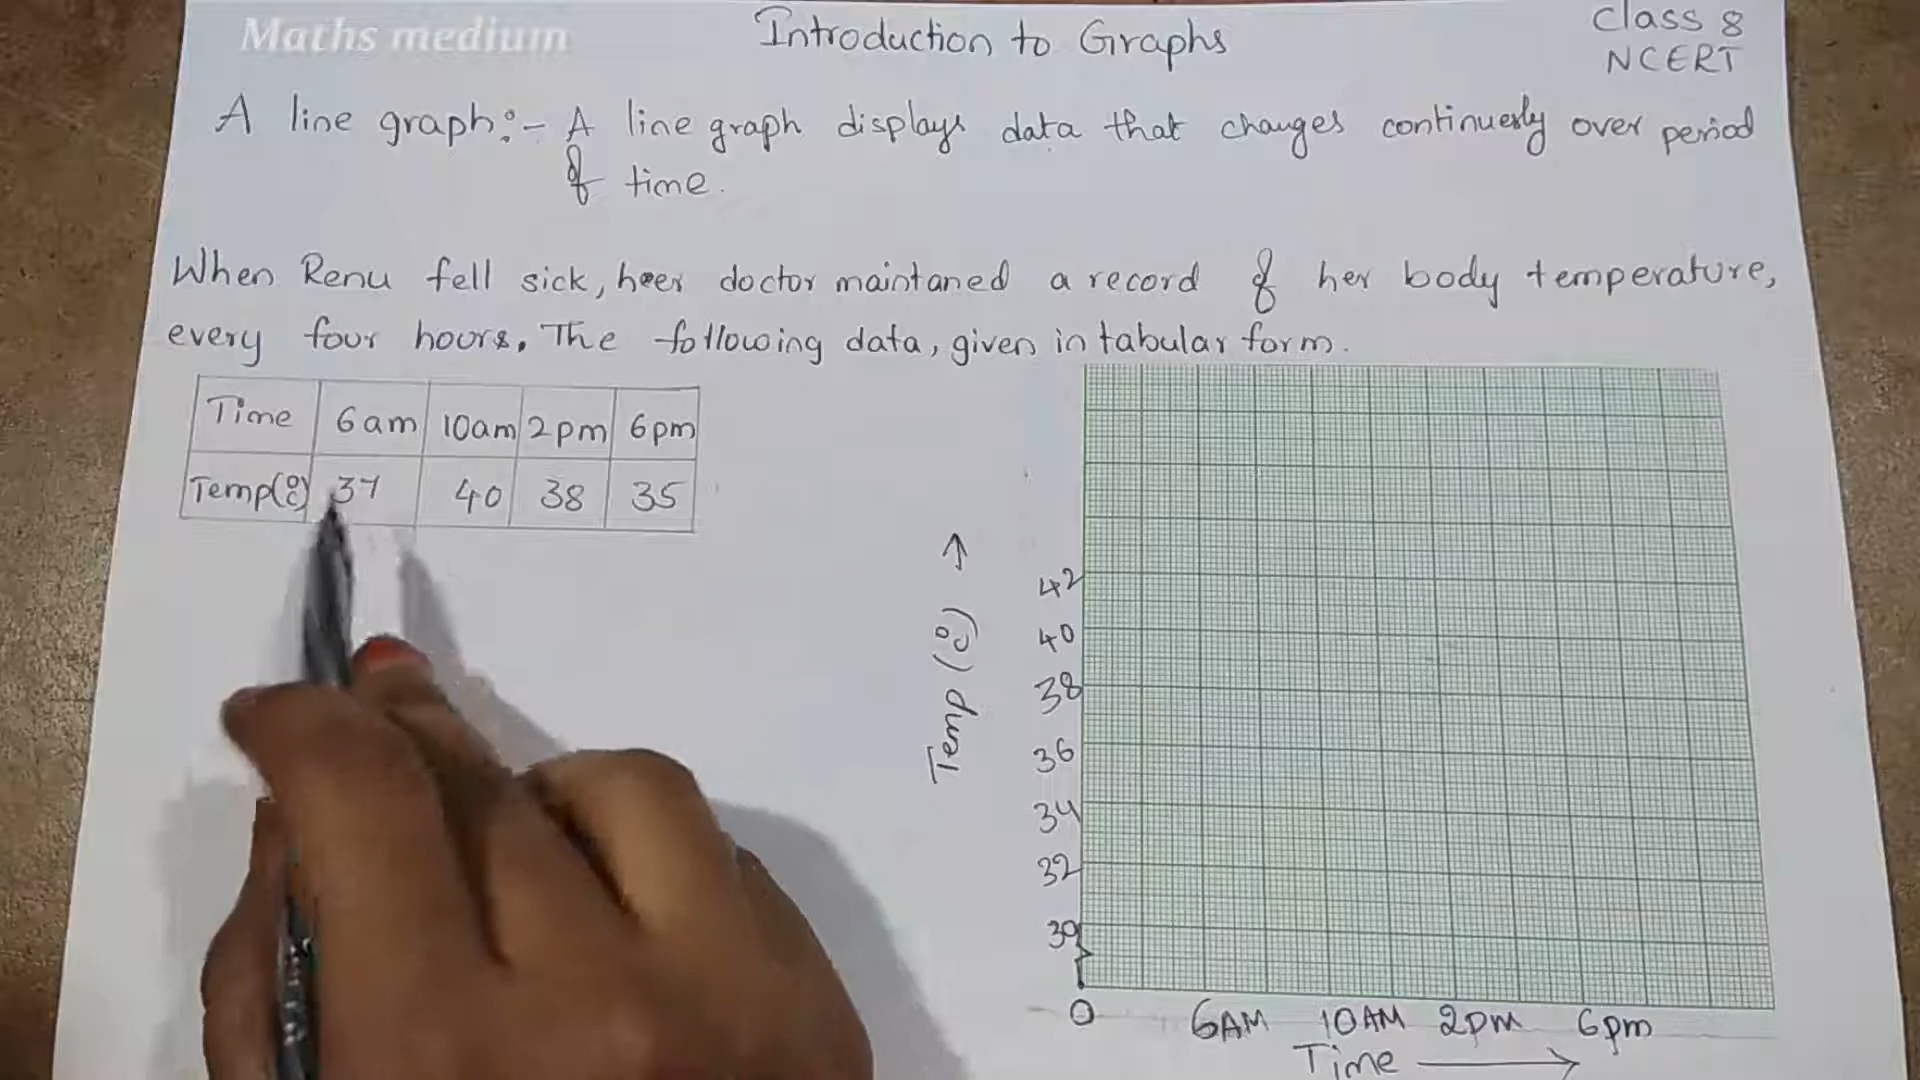 Maths medium
Introduction to Graphs
Class 8
NCERT
A line graph:- A line graph displays data that changes continuesly over period
of time.
When Renu fell sick, heer doctor maintaned a record of her body temperature,
every four hours. The following data, given in tabular form.
Time 6am 10am 2pm 6pm
Temp(°C) 37 40 38 35
Temp (°C) →
42
40
38
36
34
32
30
0 6AM 10AM 2pm 6pm
Time →